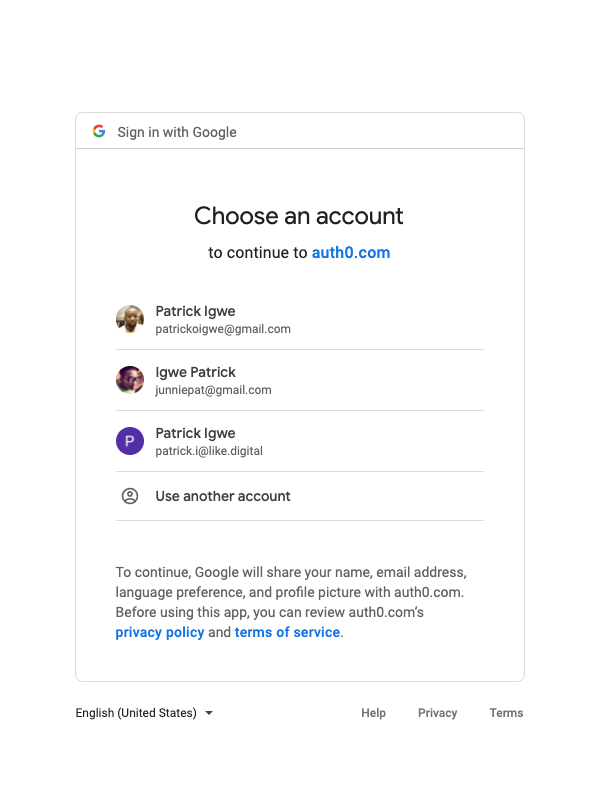 Sign in with Google
Choose an account
to continue to auth0.com
Patrick Igwe
patrickoigwe@gmail.com
Igwe Patrick
junniepat@gmail.com
P
Patrick Igwe
patrick.i@like.digital
Use another account
To continue, Google will share your name, email address,
language preference, and profile picture with auth0.com.
Before using this app, you can review auth0.com’s
privacy policy and terms of service.
English (United States)
Help
Privacy
Terms